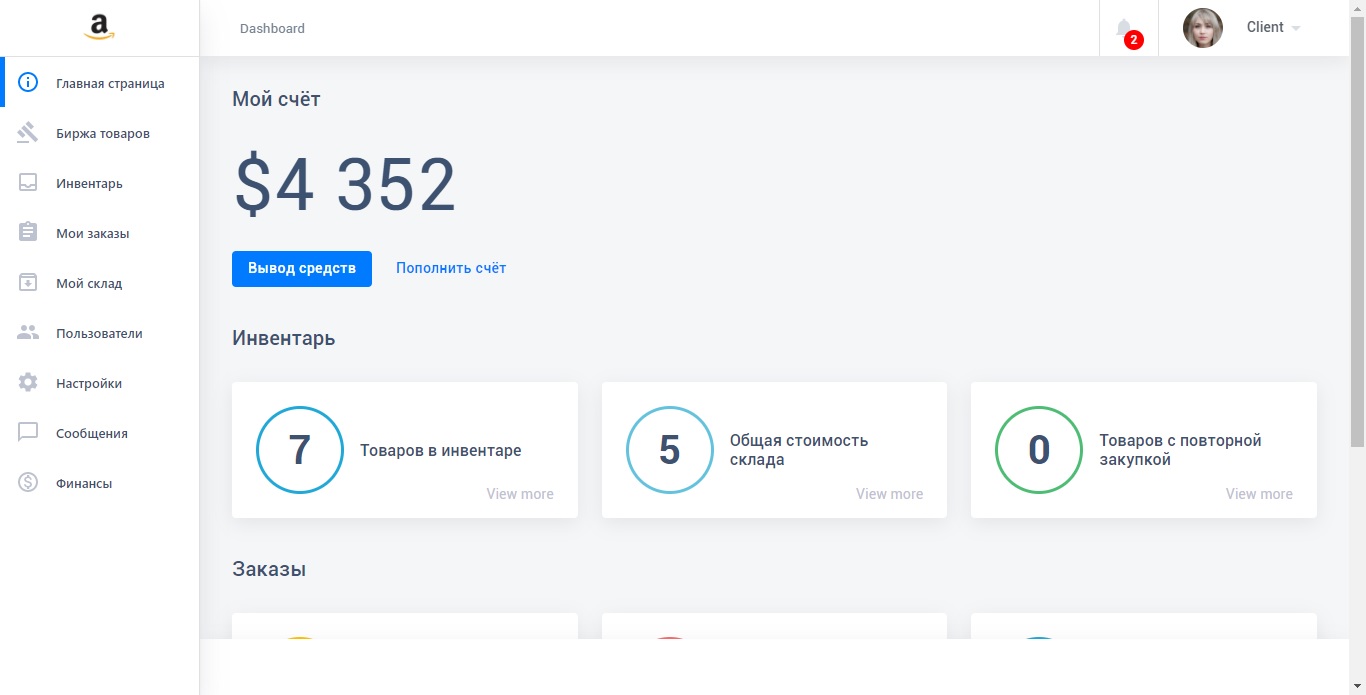 a
Dashboard
2
Client
Главная страница
Биржа товаров
Инвентарь
Мои заказы
Мой склад
Пользователи
Настройки
Сообщения
Финансы
Мой счёт
$4 352
Вывод средств
Пополнить счёт
Инвентарь
7
Товаров в инвентаре
View more
5
Общая стоимость
склада
View more
0
Товаров с повторной
закупкой
View more
Заказы